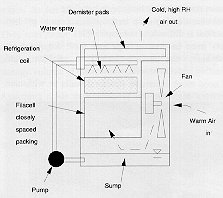 Demister pads
Cold, high RH
air out
Water spray
Refrigeration
coil
Fan
Filacell
closely
spaced
packing
Warm Air
in
Pump
Sump